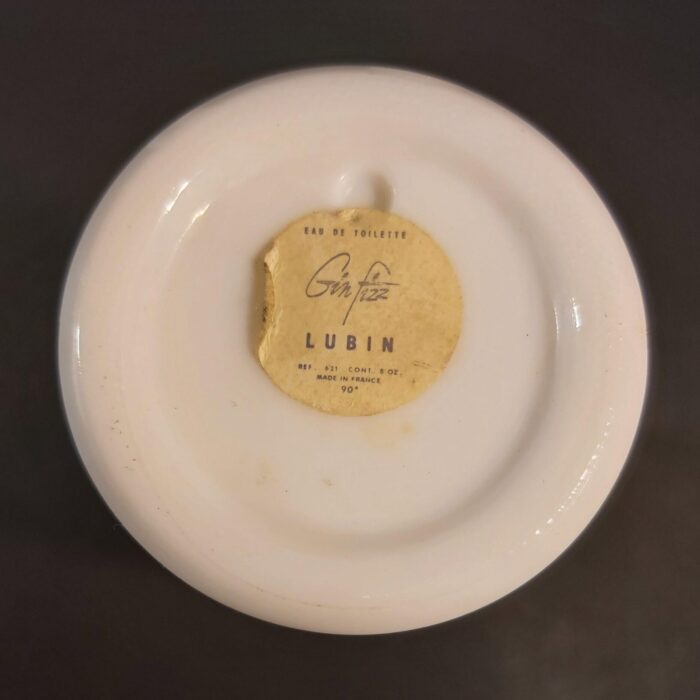 EAU DE TOILETTE
Gin fizz
LUBIN
REF. 631 CONT. 8 OZ.
MADE IN FRANCE
90°